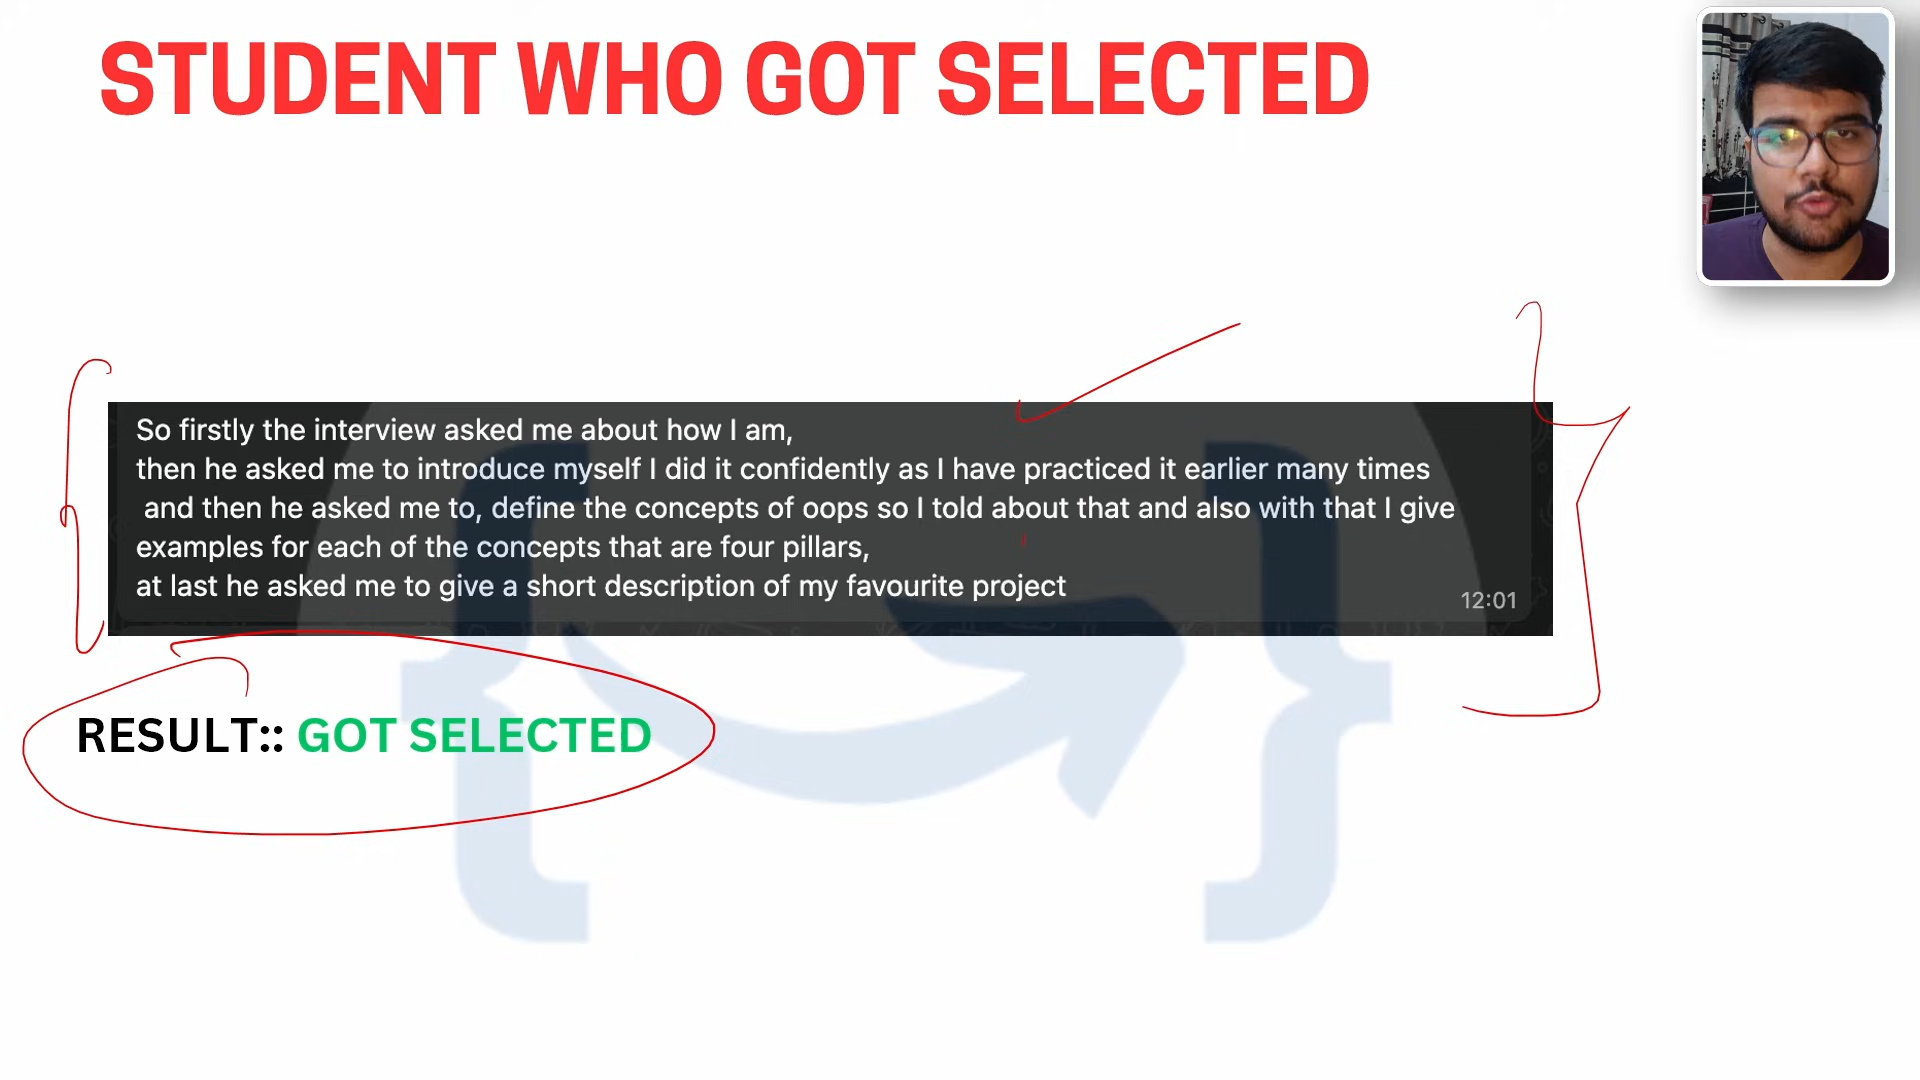 STUDENT WHO GOT SELECTED
So firstly the interview asked me about how I am,
then he asked me to introduce myself I did it confidently as I have practiced it earlier many times
and then he asked me to, define the concepts of oops so I told about that and also with that I give
examples for each of the concepts that are four pillars,
at last he asked me to give a short description of my favourite project
12:01
RESULT:: GOT SELECTED